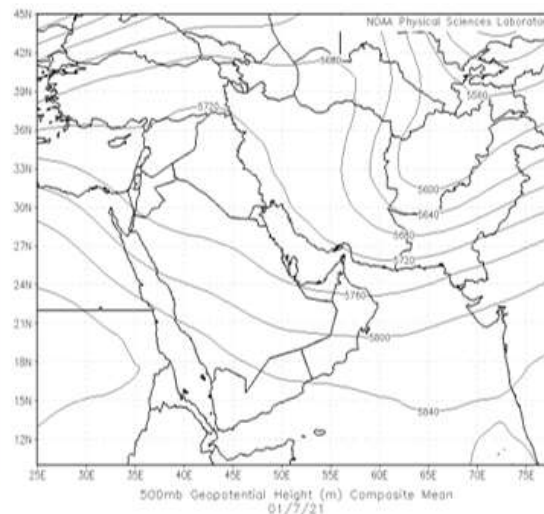 NOAA Physical Sciences Laborator
45N
42N
39N
36N
33N
30N
27N
24N
21N
18N
15N
12N
5680
5560
5720
5600
5640
5680
5720
5760
5800
5840
25E
30E
35E
40E
45E
50E
55E
60E
65E
70E
75E
500mb Geopotential Height (m) Composite Mean
01/7/21